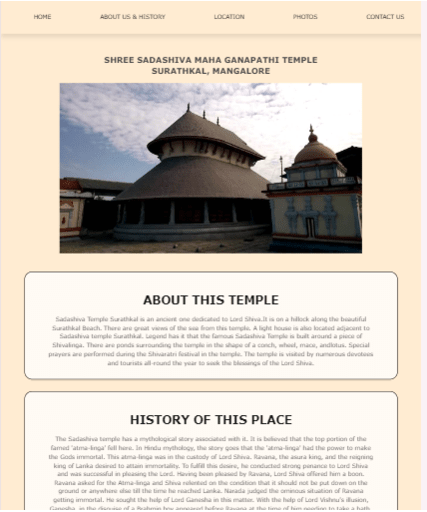 HOME ABOUT US & HISTORY LOCATION PHOTOS CONTACT US
SHREE SADASHIVA MAHA GANAPATHI TEMPLE
SURATHKAL, MANGALORE
ABOUT THIS TEMPLE
Sadashiva Temple Surathkal is an ancient one dedicated to Lord Shiva.It is on a hillock along the beautiful
Surathkal Beach. There are great views of the sea from this temple. A light house is also located adjacent to
Sadashiva temple Surathkal. Legend has it that the famous Sadashiva Temple is built around a piece of
Shivalinga. There are ponds surrounding the temple in the shape of a conch, wheel, mace, andlotus. Special
prayers are performed during the Shivaratri festival in the temple. The temple is visited by numerous devotees
and tourists all-round the year to seek the blessings of the Lord Shiva.
HISTORY OF THIS PLACE
The Sadashiva temple has a mythological story associated with it. It is believed that the top portion of the
famed 'atma-linga' fell here. In Hindu mythology, the story goes that the 'atma-linga' had the power to make
the Gods immortal. This atma-linga was in the custody of Lord Shiva. Ravana, the asura king, and the roigning
king of Lanka desired to attain immortality. To fulfill this desire, he conducted strong penance to Lord Shiva
and was successful in pleasing the Lord. Having been pleased by Ravana, Lord Shiva offered him a boon.
Ravana asked for the Atma-linga and Shiva relented on the condition that it should not be put down on the
ground or anywhere else till the time he reached Lanka. Narada judged the ominous situation of Ravana
getting immortal. He sought the help of Lord Ganesha in this matter. With the help of Lord Vishnu's illusion,
Ganesha, in the disguise of a Brahmin boy appeared before Ravana at the time of him needing to take a bath